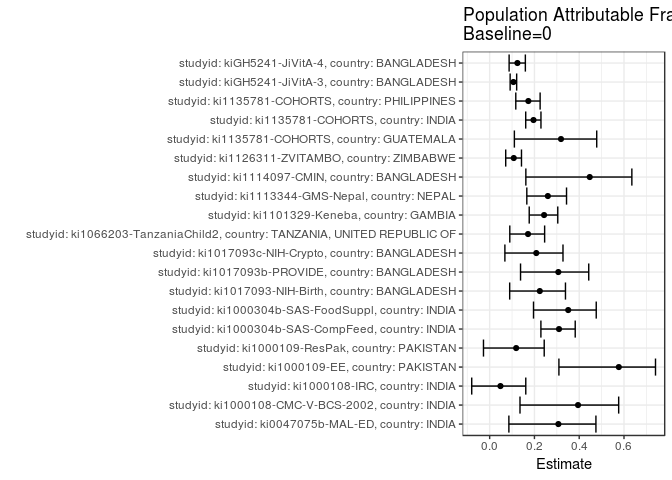 Population Attributable Fra
Baseline=0
studyid: kiGH5241-JiVitA-4, country: BANGLADESH
studyid: kiGH5241-JiVitA-3, country: BANGLADESH
studyid: ki1135781-COHORTS, country: PHILIPPINES
studyid: ki1135781-COHORTS, country: INDIA
studyid: ki1135781-COHORTS, country: GUATEMALA
studyid: ki1126311-ZVITAMBO, country: ZIMBABWE
studyid: ki1114097-CMIN, country: BANGLADESH
studyid: ki1113344-GMS-Nepal, country: NEPAL
studyid: ki1101329-Keneba, country: GAMBIA
studyid: ki1066203-TanzaniaChild2, country: TANZANIA, UNITED REPUBLIC OF
studyid: ki1017093c-NIH-Crypto, country: BANGLADESH
studyid: ki1017093b-PROVIDE, country: BANGLADESH
studyid: ki1017093-NIH-Birth, country: BANGLADESH
studyid: ki1000304b-SAS-FoodSuppl, country: INDIA
studyid: ki1000304b-SAS-CompFeed, country: INDIA
studyid: ki1000109-ResPak, country: PAKISTAN
studyid: ki1000109-EE, country: PAKISTAN
studyid: ki1000108-IRC, country: INDIA
studyid: ki1000108-CMC-V-BCS-2002, country: INDIA
studyid: ki0047075b-MAL-ED, country: INDIA
0.0 0.2 0.4 0.6
Estimate